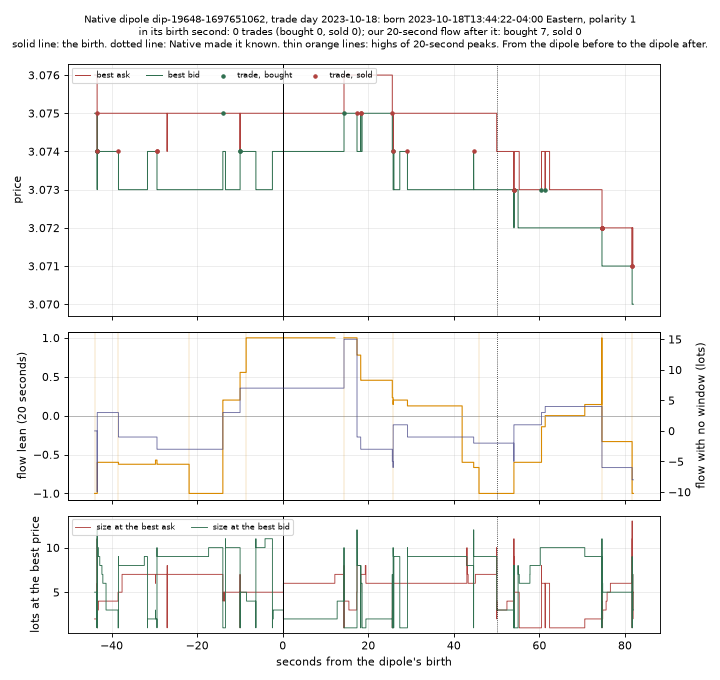 Native dipole dip-19648-1697651062, trade day 2023-10-18: born 2023-10-18T13:44:22-04:00 Eastern, polarity 1
in its birth second: 0 trades (bought 0, sold 0); our 20-second flow after it: bought 7, sold 0
solid line: the birth. dotted line: Native made it known. thin orange lines: highs of 20-second peaks. From the dipole before to the dipole after.
best ask
best bid
trade, bought
trade, sold
3.076
3.075
3.074
3.073
3.072
3.071
3.070
price
1.0
0.5
0.0
−0.5
−1.0
flow lean (20 seconds)
15
10
5
0
−5
−10
flow with no window (lots)
size at the best ask
size at the best bid
10
5
lots at the best price
−40
−20
0
20
40
60
80
seconds from the dipole's birth